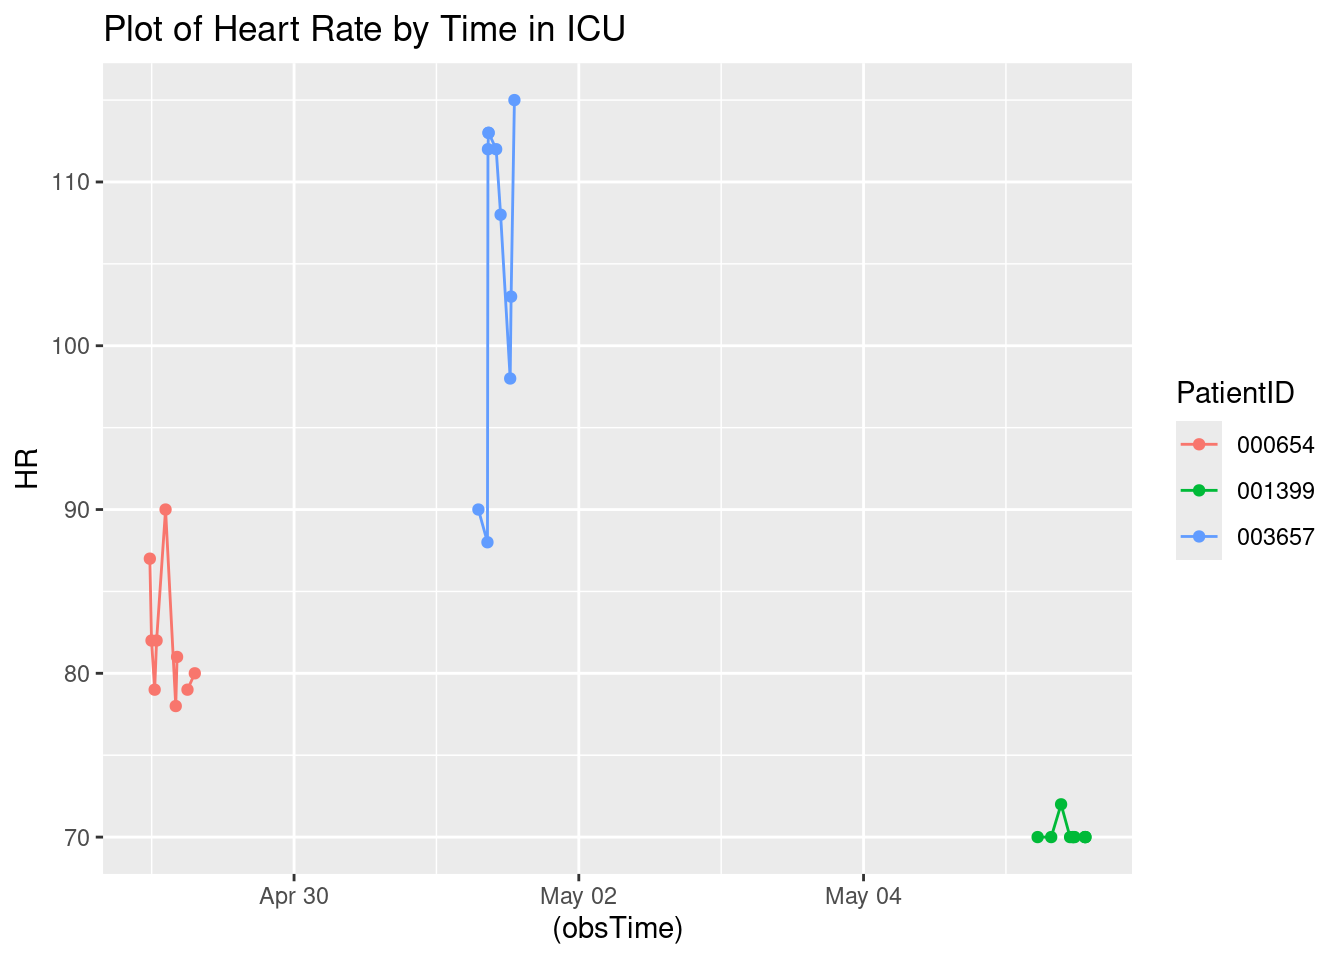 Plot of Heart Rate by Time in ICU
110
100
90
80
70
HR
Apr 30
May 02
May 04
(obsTime)
PatientID
000654
001399
003657